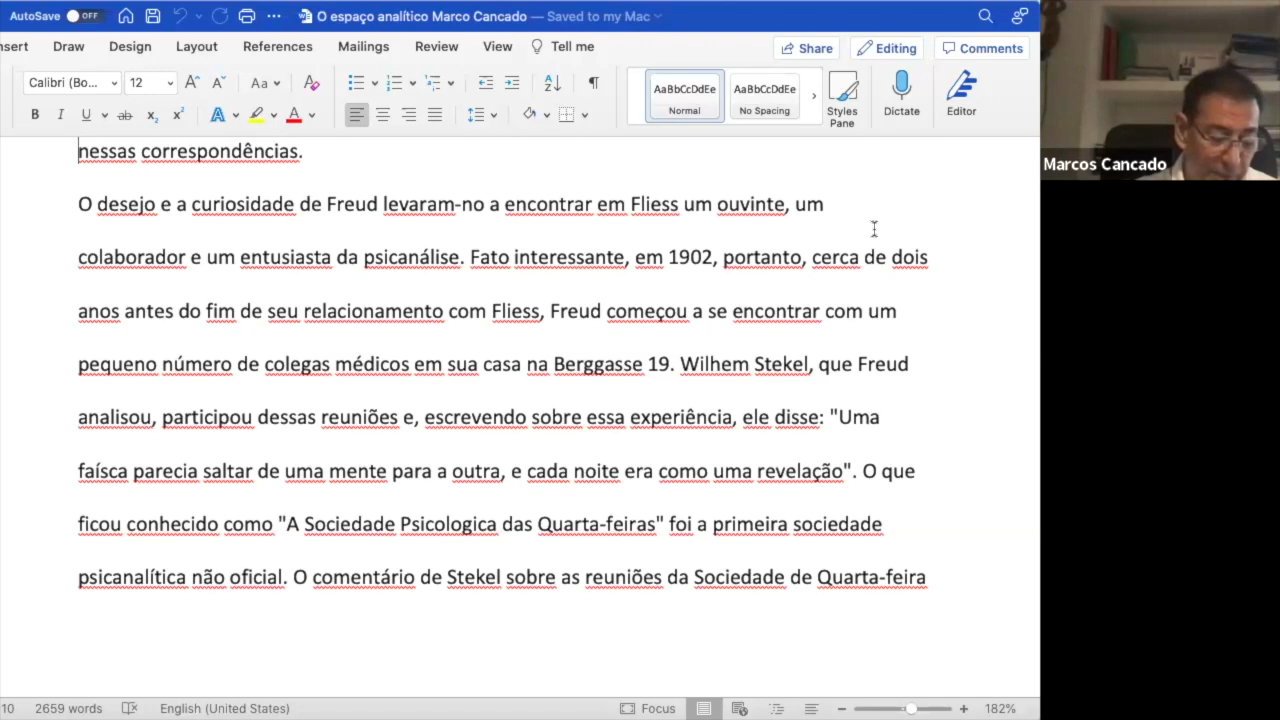 AutoSave OFF O espaço analítico Marco Cancado — Saved to my Mac
nsert Draw Design Layout References Mailings Review View Tell me Share Editing Comments
Calibri (Bo... 12 Aa AaBbCcDdEe AaBbCcDdEe
Normal No Spacing Styles Pane Dictate Editor
nessas correspondências.
O desejo e a curiosidade de Freud levaram-no a encontrar em Fliess um ouvinte, um
colaborador e um entusiasta da psicanálise. Fato interessante, em 1902, portanto, cerca de dois
anos antes do fim de seu relacionamento com Fliess, Freud começou a se encontrar com um
pequeno número de colegas médicos em sua casa na Berggasse 19. Wilhem Stekel, que Freud
analisou, participou dessas reuniões e, escrevendo sobre essa experiência, ele disse: "Uma
faísca parecia saltar de uma mente para a outra, e cada noite era como uma revelação". O que
ficou conhecido como "A Sociedade Psicologica das Quarta-feiras" foi a primeira sociedade
psicanalítica não oficial. O comentário de Stekel sobre as reuniões da Sociedade de Quarta-feira
10 2659 words English (United States) Focus 182%
Marcos Cancado